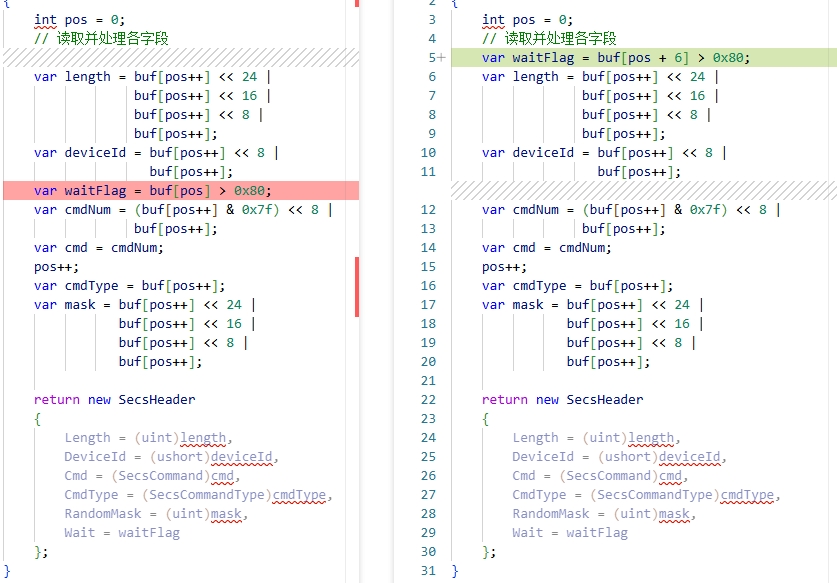 {
int pos = 0;
// 读取并处理各字段
var length = buf[pos++] << 24 |
buf[pos++] << 16 |
buf[pos++] << 8 |
buf[pos++];
var deviceId = buf[pos++] << 8 |
buf[pos++];
var waitFlag = buf[pos] > 0x80;
var cmdNum = (buf[pos++] & 0x7f) << 8 |
buf[pos++];
var cmd = cmdNum;
pos++;
var cmdType = buf[pos++];
var mask = buf[pos++] << 24 |
buf[pos++] << 16 |
buf[pos++] << 8 |
buf[pos++];
return new SecsHeader
{
Length = (uint)length,
DeviceId = (ushort)deviceId,
Cmd = (SecsCommand)cmd,
CmdType = (SecsCommandType)cmdType,
RandomMask = (uint)mask,
Wait = waitFlag
};
}
2 {
3 int pos = 0;
4 // 读取并处理各字段
5+ var waitFlag = buf[pos + 6] > 0x80;
6 var length = buf[pos++] << 24 |
7 buf[pos++] << 16 |
8 buf[pos++] << 8 |
9 buf[pos++];
10 var deviceId = buf[pos++] << 8 |
11 buf[pos++];
12 var cmdNum = (buf[pos++] & 0x7f) << 8 |
13 buf[pos++];
14 var cmd = cmdNum;
15 pos++;
16 var cmdType = buf[pos++];
17 var mask = buf[pos++] << 24 |
18 buf[pos++] << 16 |
19 buf[pos++] << 8 |
20 buf[pos++];
21
22 return new SecsHeader
23 {
24 Length = (uint)length,
25 DeviceId = (ushort)deviceId,
26 Cmd = (SecsCommand)cmd,
27 CmdType = (SecsCommandType)cmdType,
28 RandomMask = (uint)mask,
29 Wait = waitFlag
30 };
31 }